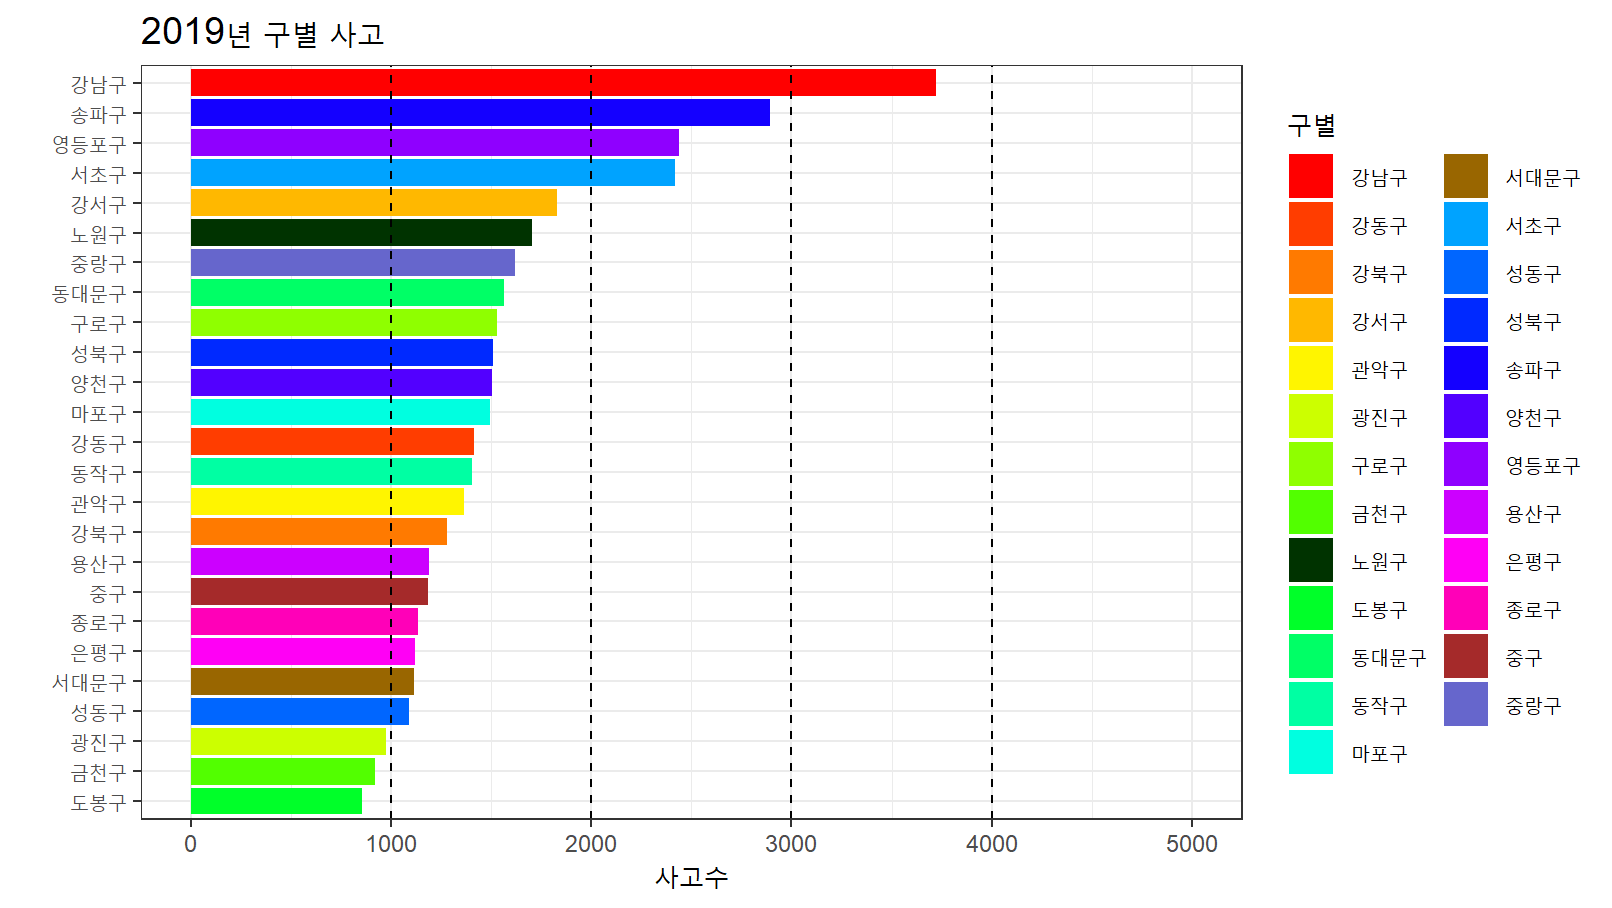 2019년 구별 사고
강남구
송파구
영등포구
서초구
강서구
노원구
중랑구
동대문구
구로구
성북구
양천구
마포구
강동구
동작구
관악구
강북구
용산구
중구
종로구
은평구
서대문구
성동구
광진구
금천구
도봉구
0 1000 2000 3000 4000 5000
사고수
구별
강남구
강동구
강북구
강서구
관악구
광진구
구로구
금천구
노원구
도봉구
동대문구
동작구
마포구
서대문구
서초구
성동구
성북구
송파구
양천구
영등포구
용산구
은평구
종로구
중구
중랑구